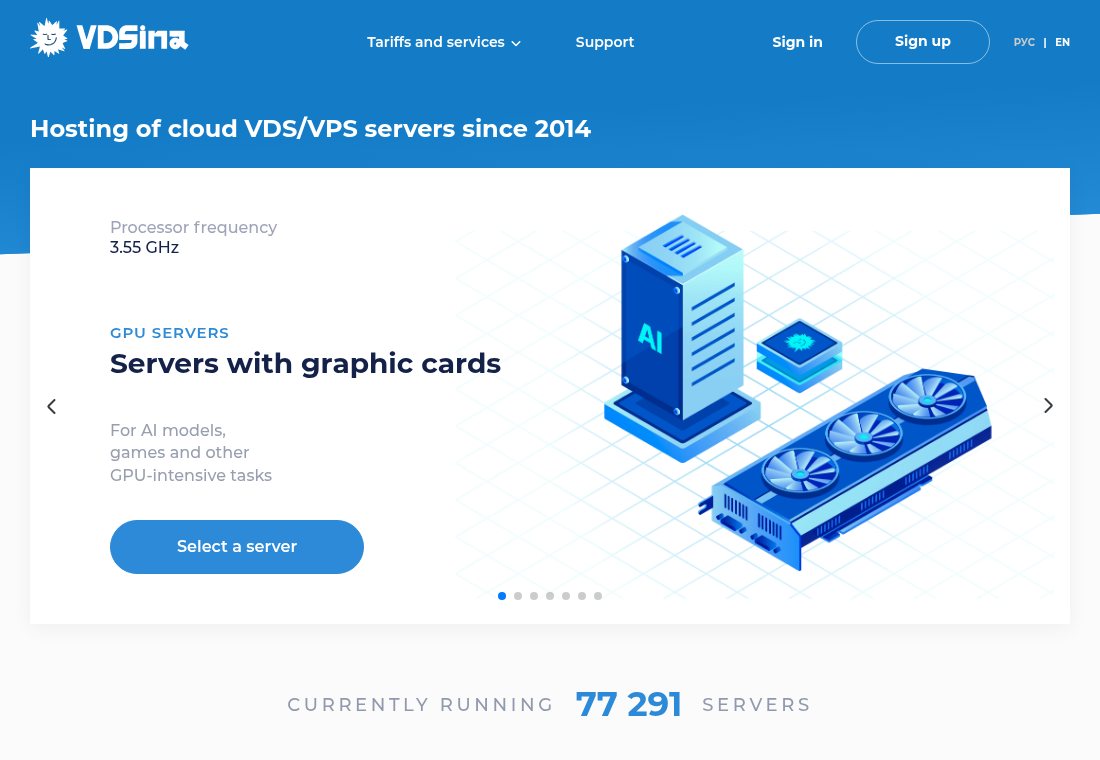 VDSina
Tariffs and services
Support
Sign in
Sign up
РУС | EN
Hosting of cloud VDS/VPS servers since 2014
Processor frequency
3.55 GHz
GPU SERVERS
Servers with graphic cards
For AI models,
games and other
GPU-intensive tasks
Select a server
AI
CURRENTLY RUNNING 77 291 SERVERS